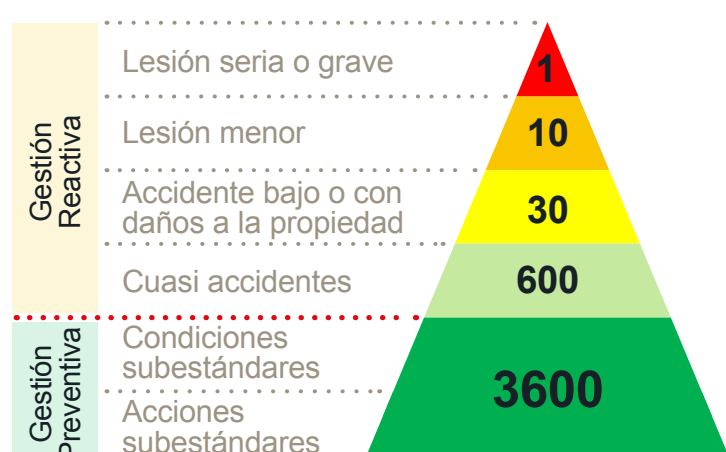 Gestión
Reactiva
Lesión seria o grave
1
Lesión menor
10
Accidente bajo o con
daños a la propiedad
30
Cuasi accidentes
600
Gestión
Preventiva
Condiciones
subestándares
3600
Acciones
subestándares